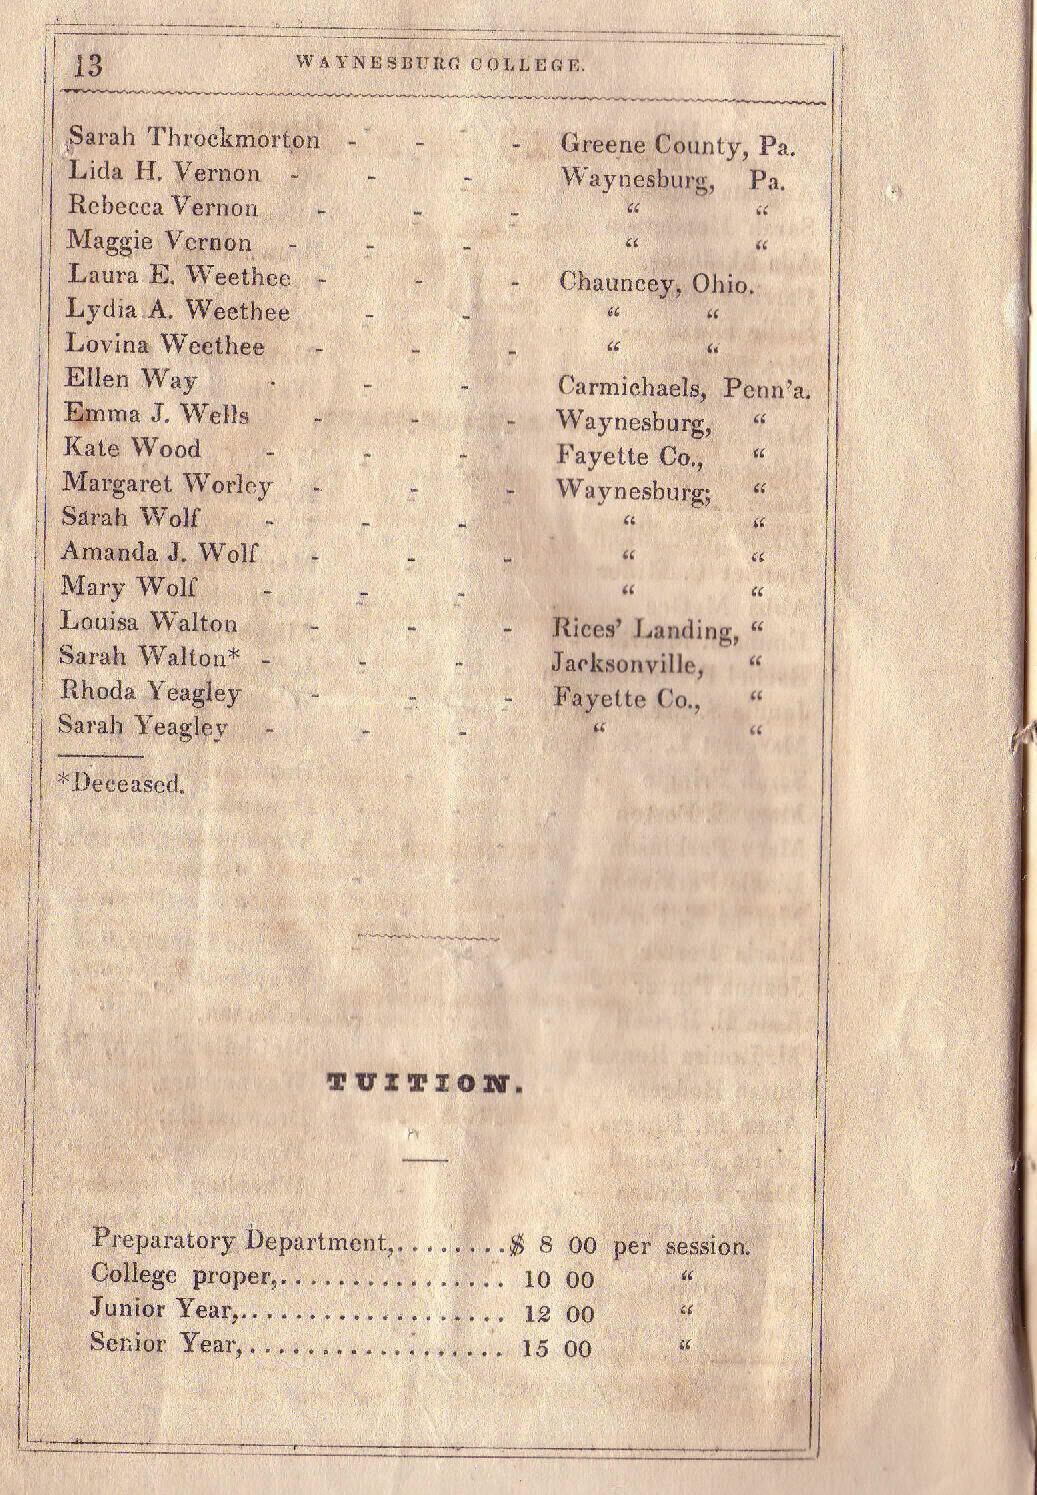 13 WAYNESBURG COLLEGE.
Sarah Throckmorton - - - Greene County, Pa.
Lida H. Vernon - - - Waynesburg, Pa.
Rebecca Vernon - - - “ “
Maggie Vernon - - - “ “
Laura E. Weethee - - - Chauncey, Ohio.
Lydia A. Weethee - - “ “
Lovina Weethee - - - “ “
Ellen Way - - - Carmichaels, Penn'a.
Emma J. Wells - - - Waynesburg, “
Kate Wood - - - Fayette Co., “
Margaret Worley - - - Waynesburg; “
Sarah Wolf - - - “ “
Amanda J. Wolf - - - “ “
Mary Wolf - - - “ “
Louisa Walton - - - Rices' Landing, “
Sarah Walton* - - - Jacksonville, “
Rhoda Yeagley - - - Fayette Co., “
Sarah Yeagley - - - “ “
*Deceased.
TUITION.
Preparatory Department,........$ 8 00 per session.
College proper,................ 10 00 “
Junior Year,................... 12 00 “
Senior Year,................... 15 00 “